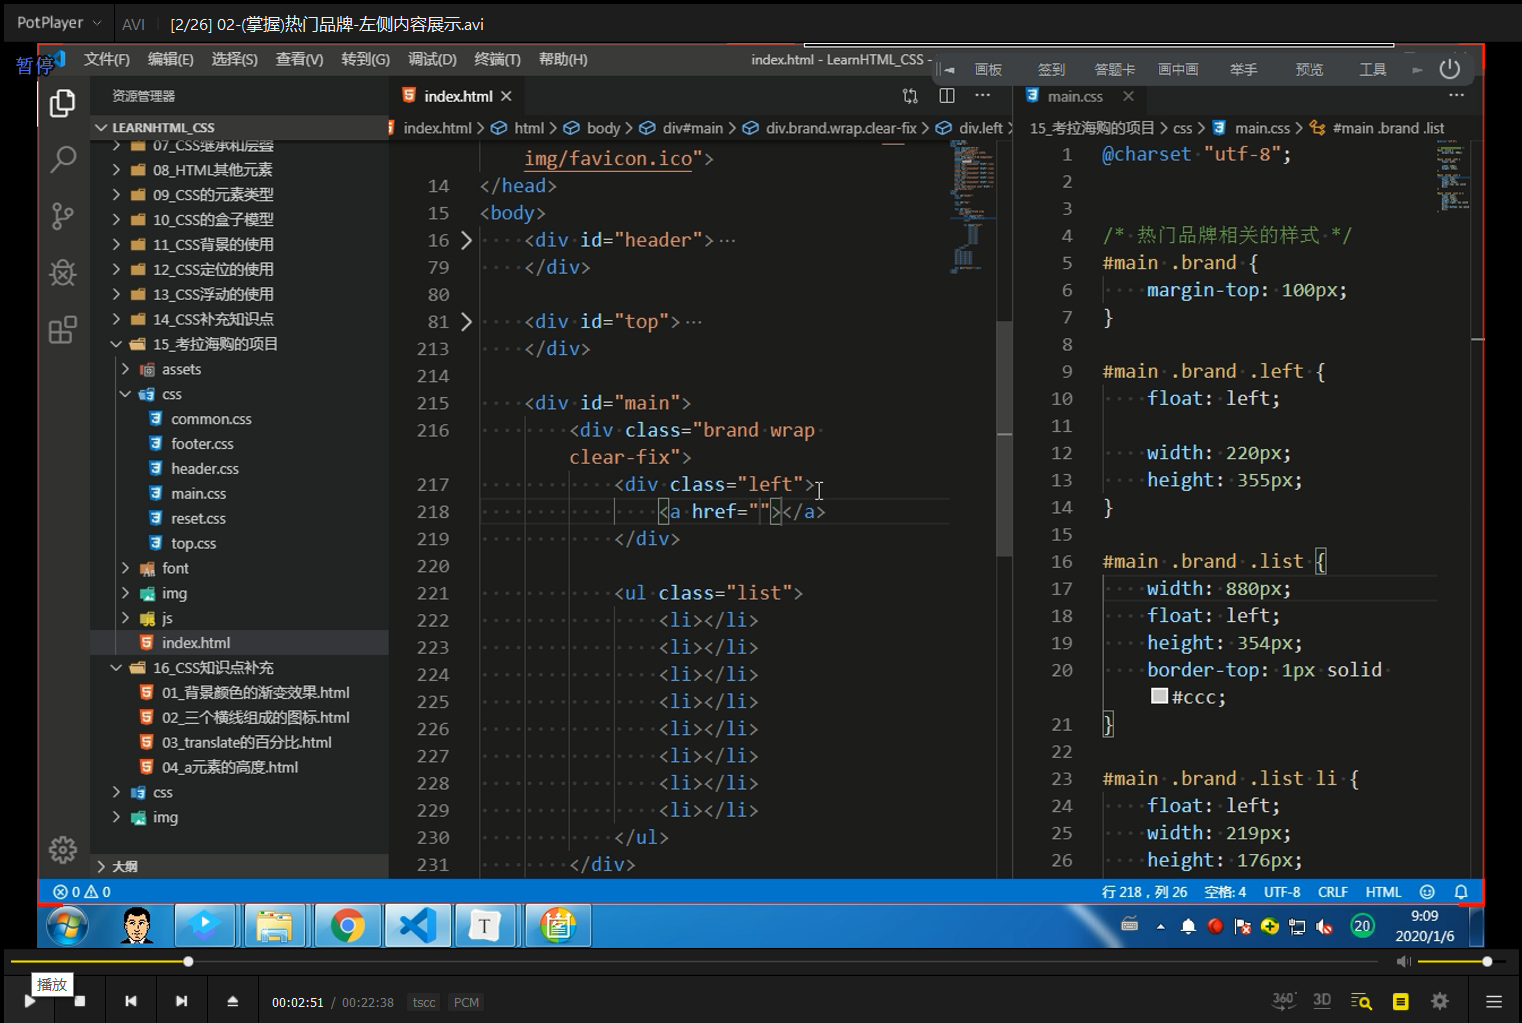 PotPlayer
AVI
[2/26] 02-(掌握)热门品牌-左侧内容展示.avi
暂停
文件(F) 编辑(E) 选择(S) 查看(V) 转到(G) 调试(D) 终端(T) 帮助(H)
index.html - LearnHTML_CSS -
画板 签到 答题卡 画中画 举手 预览 工具
资源管理器
LEARNHTML_CSS
07_CSS继承和层叠
08_HTML其他元素
09_CSS的元素类型
10_CSS的盒子模型
11_CSS背景的使用
12_CSS定位的使用
13_CSS浮动的使用
14_CSS补充知识点
15_考拉海购的项目
assets
css
common.css
footer.css
header.css
main.css
reset.css
top.css
font
img
js
index.html
16_CSS知识点补充
01_背景颜色的渐变效果.html
02_三个横线组成的图标.html
03_translate的百分比.html
04_a元素的高度.html
css
img
大纲
index.html
index.html > html > body > div#main > div.brand.wrap.clear-fix > div.left
img/favicon.ico">
14 </head>
15 <body>
16 <div id="header">…
79 </div>
80
81 <div id="top">…
213 </div>
214
215 <div id="main">
216 <div class="brand wrap
clear-fix">
217 <div class="left">
218 <a href=""></a>
219 </div>
220
221 <ul class="list">
222 <li></li>
223 <li></li>
224 <li></li>
225 <li></li>
226 <li></li>
227 <li></li>
228 <li></li>
229 <li></li>
230 </ul>
231 </div>
main.css
15_考拉海购的项目 > css > main.css > #main .brand .list
1 @charset "utf-8";
2
3
4 /* 热门品牌相关的样式 */
5 #main .brand {
6 margin-top: 100px;
7 }
8
9 #main .brand .left {
10 float: left;
11
12 width: 220px;
13 height: 355px;
14 }
15
16 #main .brand .list {
17 width: 880px;
18 float: left;
19 height: 354px;
20 border-top: 1px solid
#ccc;
21 }
22
23 #main .brand .list li {
24 float: left;
25 width: 219px;
26 height: 176px;
0 0
行 218，列 26 空格: 4 UTF-8 CRLF HTML
T
20
9:09
2020/1/6
播放
00:02:51 / 00:22:38 tscc PCM
360° 3D